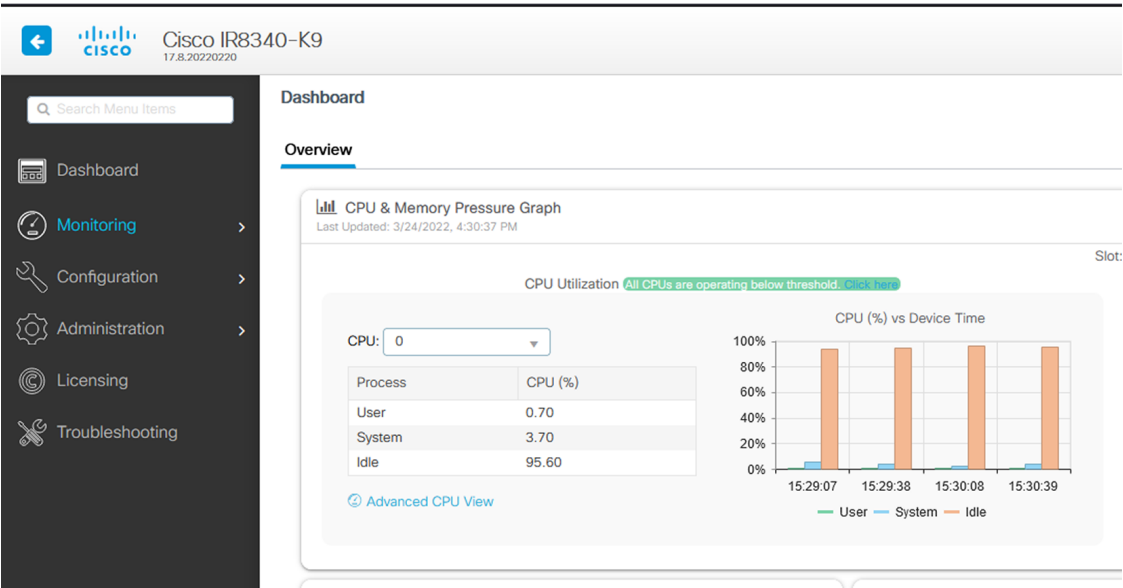 CISCO
Cisco IR8340-K9
17.8.20220220
Search Menu Items
Dashboard
Monitoring
Configuration
Administration
Licensing
Troubleshooting
Dashboard
Overview
CPU & Memory Pressure Graph
Last Updated: 3/24/2022, 4:30:37 PM
Slot:
CPU Utilization All CPUs are operating below threshold. Click here
CPU: 0
Process CPU (%)
User 0.70
System 3.70
Idle 95.60
Advanced CPU View
CPU (%) vs Device Time
100%
80%
60%
40%
20%
0%
15:29:07 15:29:38 15:30:08 15:30:39
User System Idle